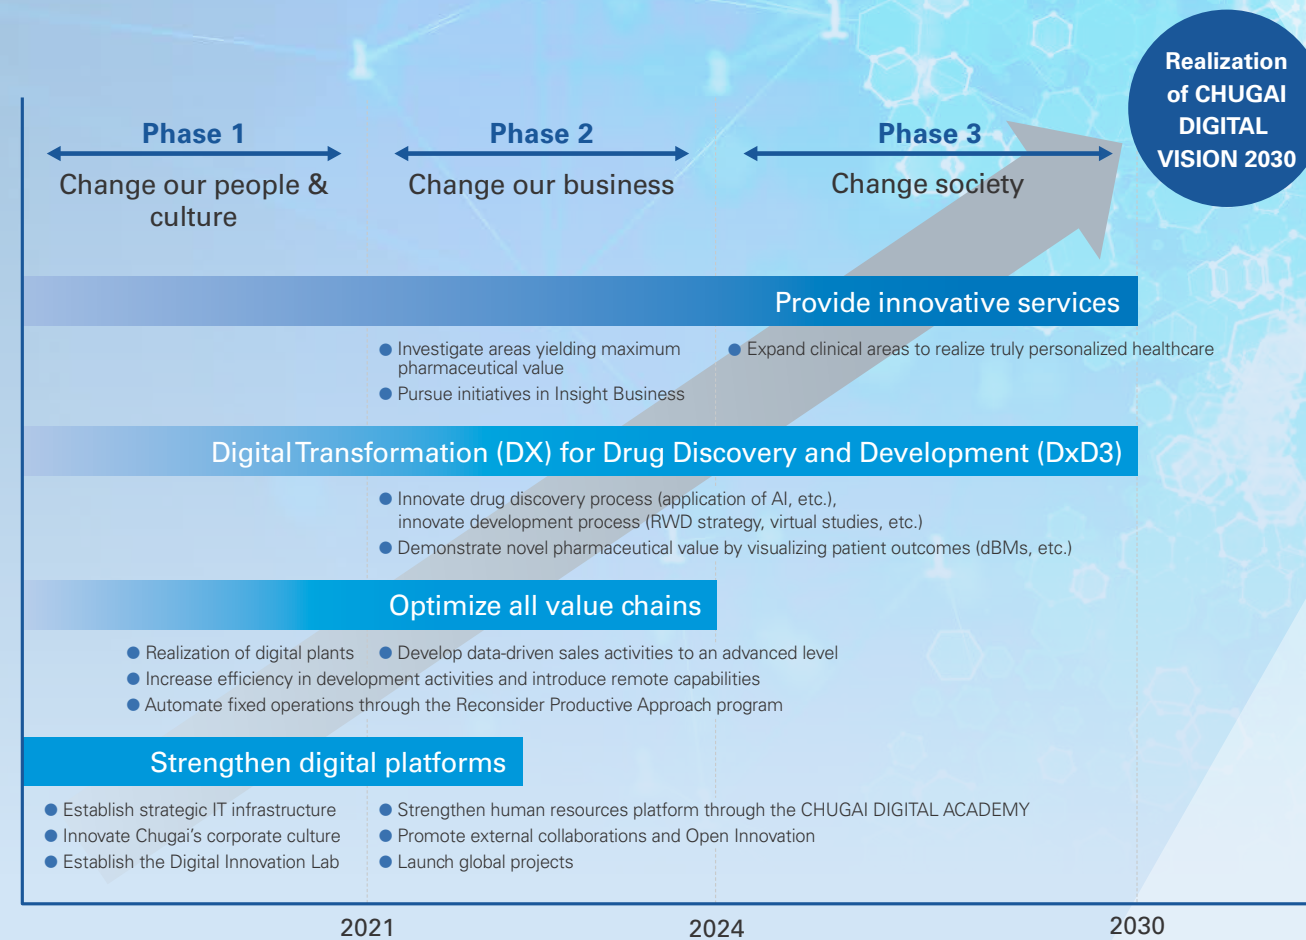 Realization
of CHUGAI
DIGITAL
VISION 2030
Phase 1
Change our people &
culture
Phase 2
Change our business
Phase 3
Change society
Provide innovative services
● Investigate areas yielding maximum
pharmaceutical value
● Pursue initiatives in Insight Business
● Expand clinical areas to realize truly personalized healthcare
Digital Transformation (DX) for Drug Discovery and Development (DxD3)
● Innovate drug discovery process (application of AI, etc.),
innovate development process (RWD strategy, virtual studies, etc.)
● Demonstrate novel pharmaceutical value by visualizing patient outcomes (dBMs, etc.)
Optimize all value chains
● Realization of digital plants ● Develop data-driven sales activities to an advanced level
● Increase efficiency in development activities and introduce remote capabilities
● Automate fixed operations through the Reconsider Productive Approach program
Strengthen digital platforms
● Establish strategic IT infrastructure
● Innovate Chugai's corporate culture
● Establish the Digital Innovation Lab
● Strengthen human resources platform through the CHUGAI DIGITAL ACADEMY
● Promote external collaborations and Open Innovation
● Launch global projects
2021
2024
2030